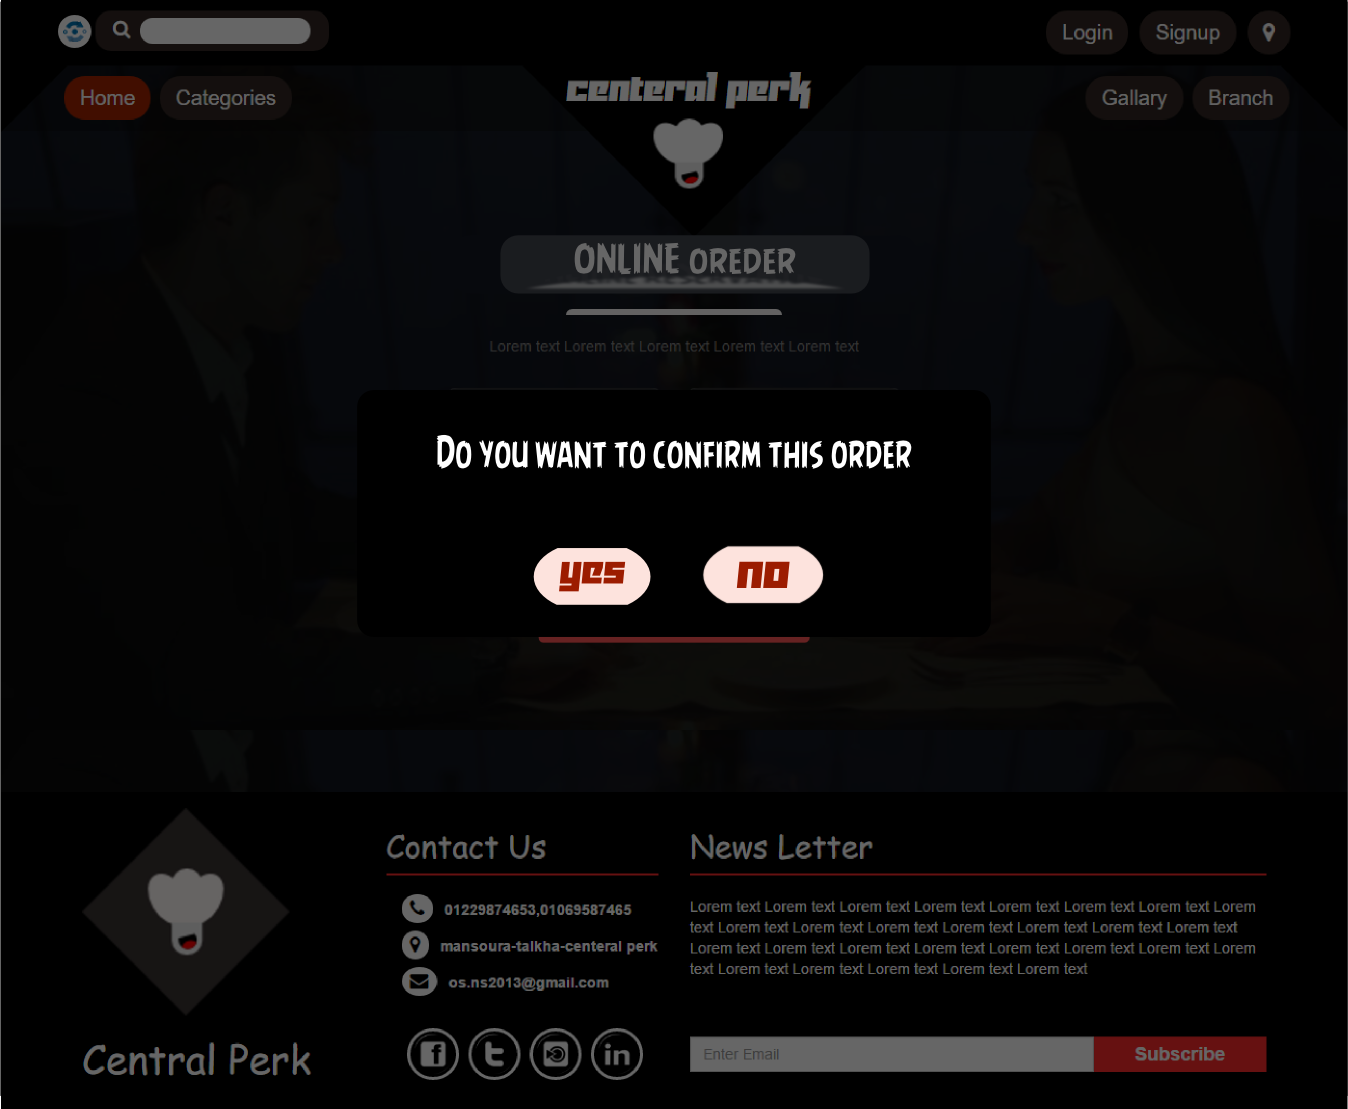 Login
Signup
Home
Categories
centeral perk
Gallary
Branch
ONLINE OREDER
Lorem text Lorem text Lorem text Lorem text Lorem text
DO YOU WANT TO CONFIRM THIS ORDER
yes
no
Contact Us
News Letter
01229874653,01069587465
mansoura-talkha-centeral perk
os.ns2013@gmail.com
Lorem text Lorem text Lorem text Lorem text Lorem text Lorem text Lorem text Lorem
text Lorem text Lorem text Lorem text Lorem text Lorem text Lorem text Lorem text
Lorem text Lorem text Lorem text Lorem text Lorem text Lorem text Lorem text Lorem
text Lorem text Lorem text Lorem text Lorem text Lorem text
Central Perk
Enter Email
Subscribe